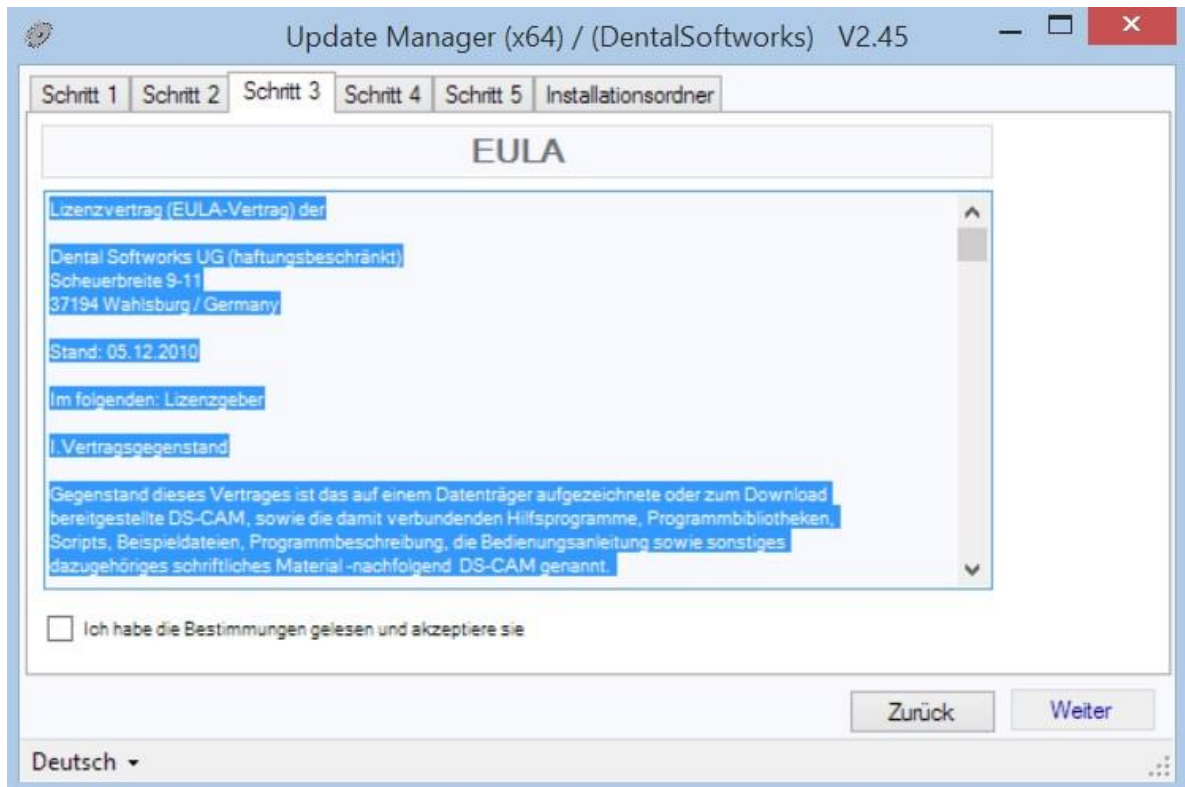 Update Manager (x64) / (DentalSoftworks) V2.45
Schritt 1 Schritt 2 Schritt 3 Schritt 4 Schritt 5 Installationsordner
EULA
Lizenzvertrag (EULA-Vertrag) der
Dental Softworks UG (haftungsbeschränkt)
Scheuerbreite 9-11
37194 Wahlsburg / Germany
Stand: 05.12.2010
Im folgenden: Lizenzgeber
I.Vertragsgegenstand
Gegenstand dieses Vertrages ist das auf einem Datenträger aufgezeichnete oder zum Download
bereitgestellte DS-CAM, sowie die damit verbundenden Hilfsprogramme, Programmbibliotheken,
Scripts, Beispieldateien, Programmbeschreibung, die Bedienungsanleitung sowie sonstiges
dazugehöriges schriftliches Material -nachfolgend DS-CAM genannt.
Ich habe die Bestimmungen gelesen und akzeptiere sie
Zurück Weiter
Deutsch